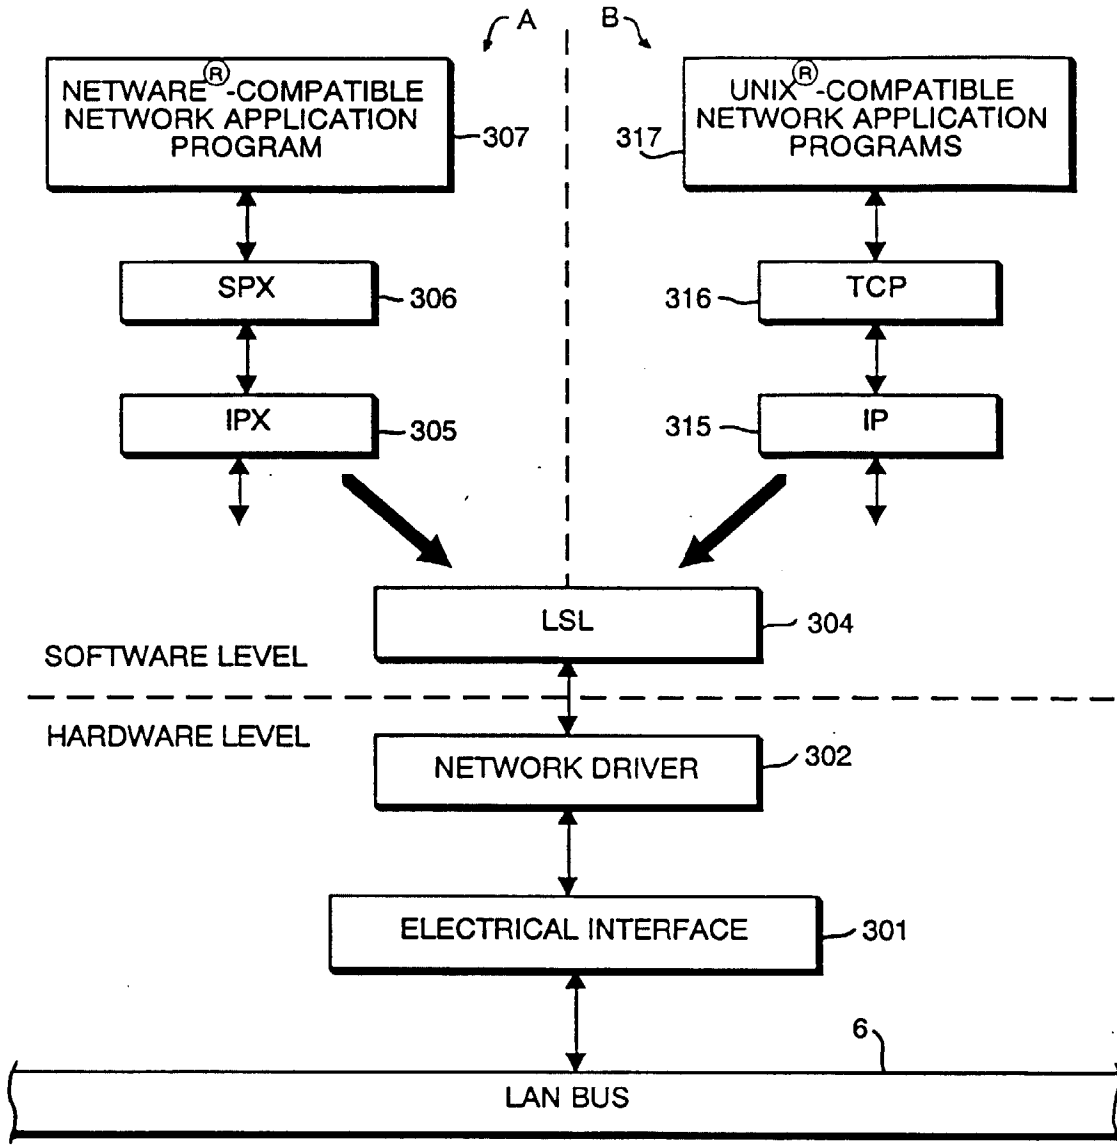 A
B
NETWARE®-COMPATIBLE
NETWORK APPLICATION
PROGRAM
307
UNIX®-COMPATIBLE
NETWORK APPLICATION
PROGRAMS
317
SPX
306
TCP
316
IPX
305
IP
315
LSL
304
SOFTWARE LEVEL
HARDWARE LEVEL
NETWORK DRIVER
302
ELECTRICAL INTERFACE
301
6
LAN BUS